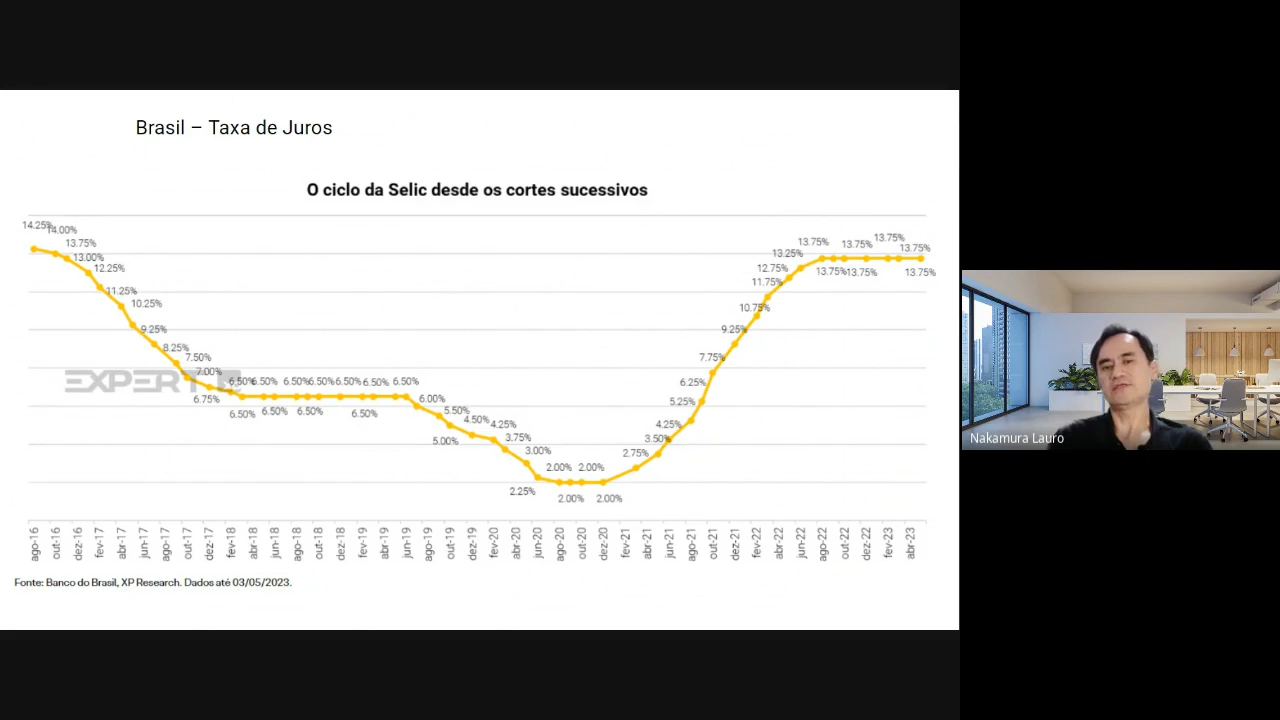 Brasil – Taxa de Juros
O ciclo da Selic desde os cortes sucessivos
14.25%
14.00%
13.75%
13.00%
12.25%
11.25%
10.25%
9.25%
8.25%
7.50%
7.00%
6.75%
6.50%
6.50%
6.50%
6.50%
6.50%
6.50%
6.50%
6.50%
6.50%
6.50%
6.50%
6.50%
6.00%
5.50%
5.00%
4.50%
4.25%
3.75%
3.00%
2.25%
2.00%
2.00%
2.00%
2.00%
2.75%
3.50%
4.25%
5.25%
6.25%
7.75%
9.25%
10.75%
11.75%
12.75%
13.25%
13.75%
13.75%
13.75%
13.75%
13.75%
13.75%
13.75%
EXPERT
ago-16
out-16
dez-16
fev-17
abr-17
jun-17
ago-17
out-17
dez-17
fev-18
abr-18
jun-18
ago-18
out-18
dez-18
fev-19
abr-19
jun-19
ago-19
out-19
dez-19
fev-20
abr-20
jun-20
ago-20
out-20
dez-20
fev-21
abr-21
jun-21
ago-21
out-21
dez-21
fev-22
abr-22
jun-22
ago-22
out-22
dez-22
fev-23
abr-23
Fonte: Banco do Brasil, XP Research. Dados até 03/05/2023.
Nakamura Lauro